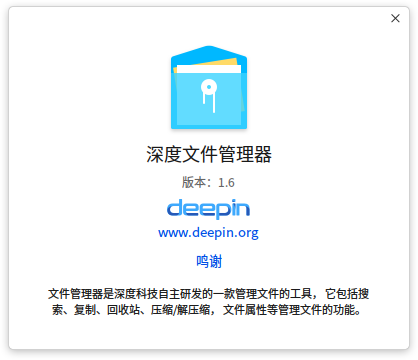 深度文件管理器
版本：1.6
deepin
www.deepin.org
鸣谢
文件管理器是深度科技自主研发的一款管理文件的工具，它包括搜
索、复制、回收站、压缩/解压缩，文件属性等管理文件的功能。